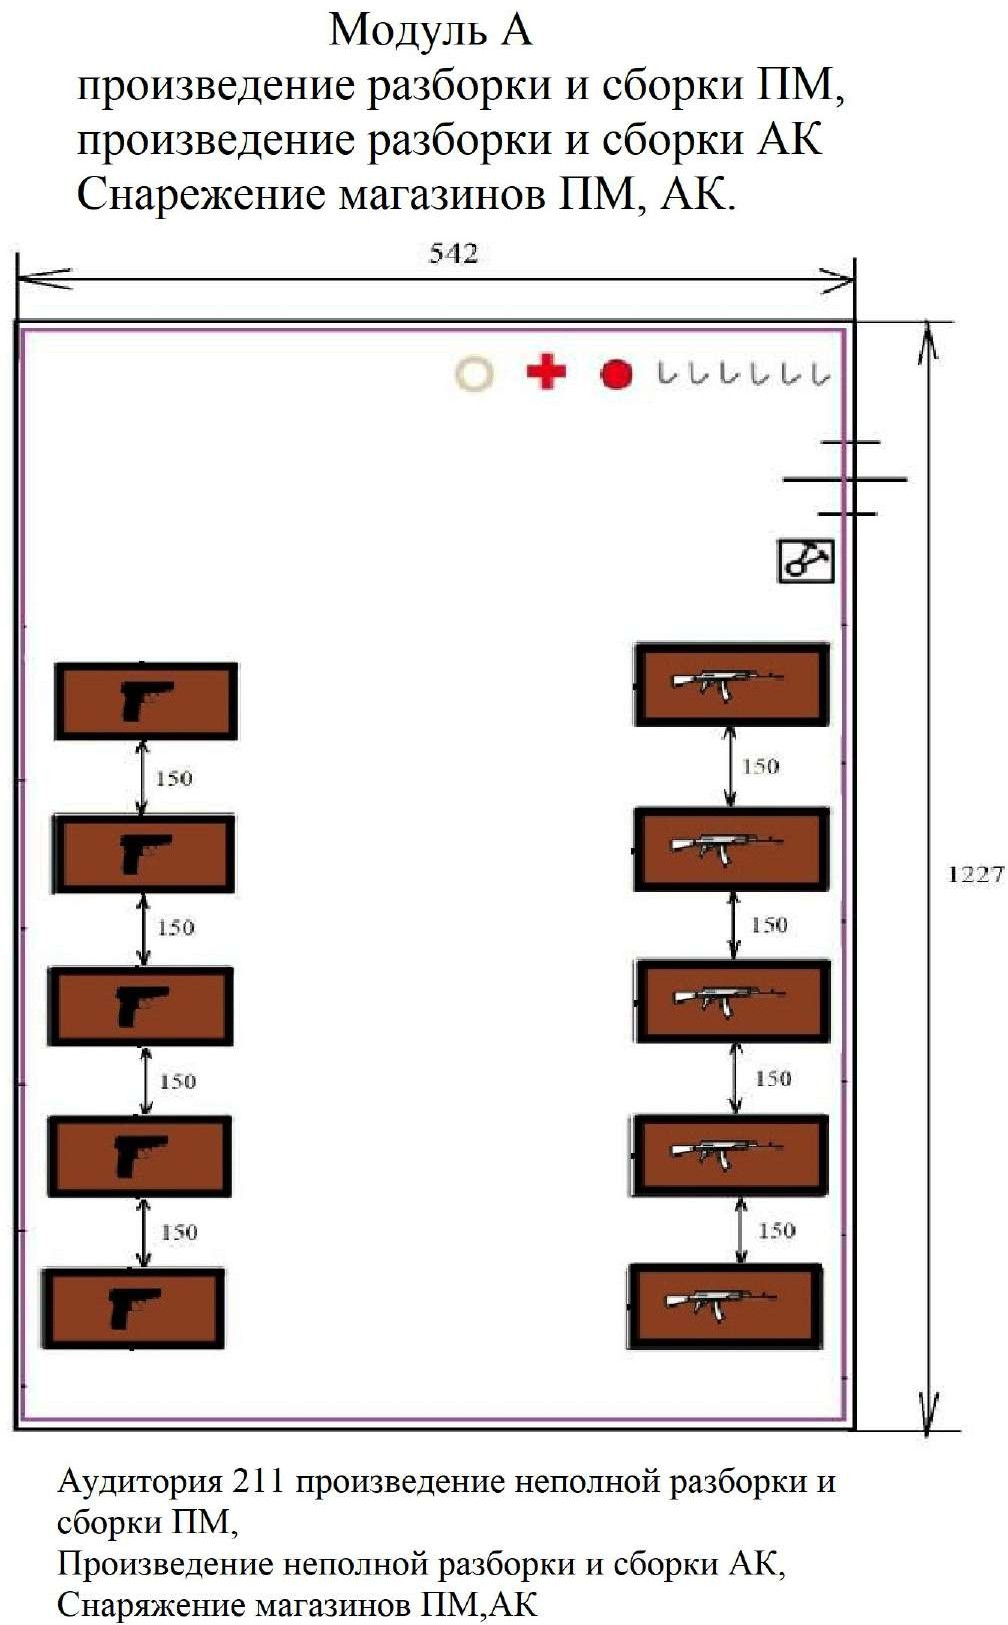 Модуль А
произведение разборки и сборки ПМ,
произведение разборки и сборки АК
Снарежение магазинов ПМ, АК.
542
150
150
1227
150
150
150
150
150
150
Аудитория 211 произведение неполной разборки и
сборки ПМ,
Произведение неполной разборки и сборки АК,
Снаряжение магазинов ПМ,АК